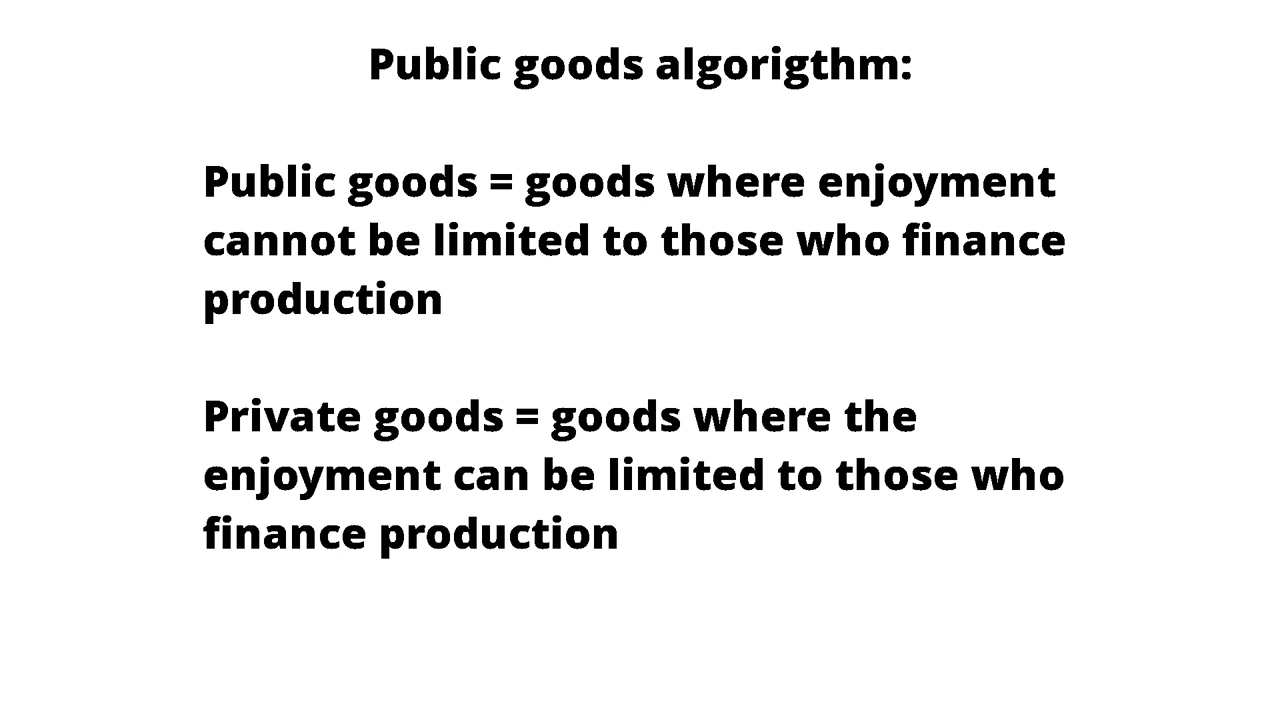 Public goods algorigthm:
Public goods = goods where enjoyment
cannot be limited to those who finance
production
Private goods = goods where the
enjoyment can be limited to those who
finance production